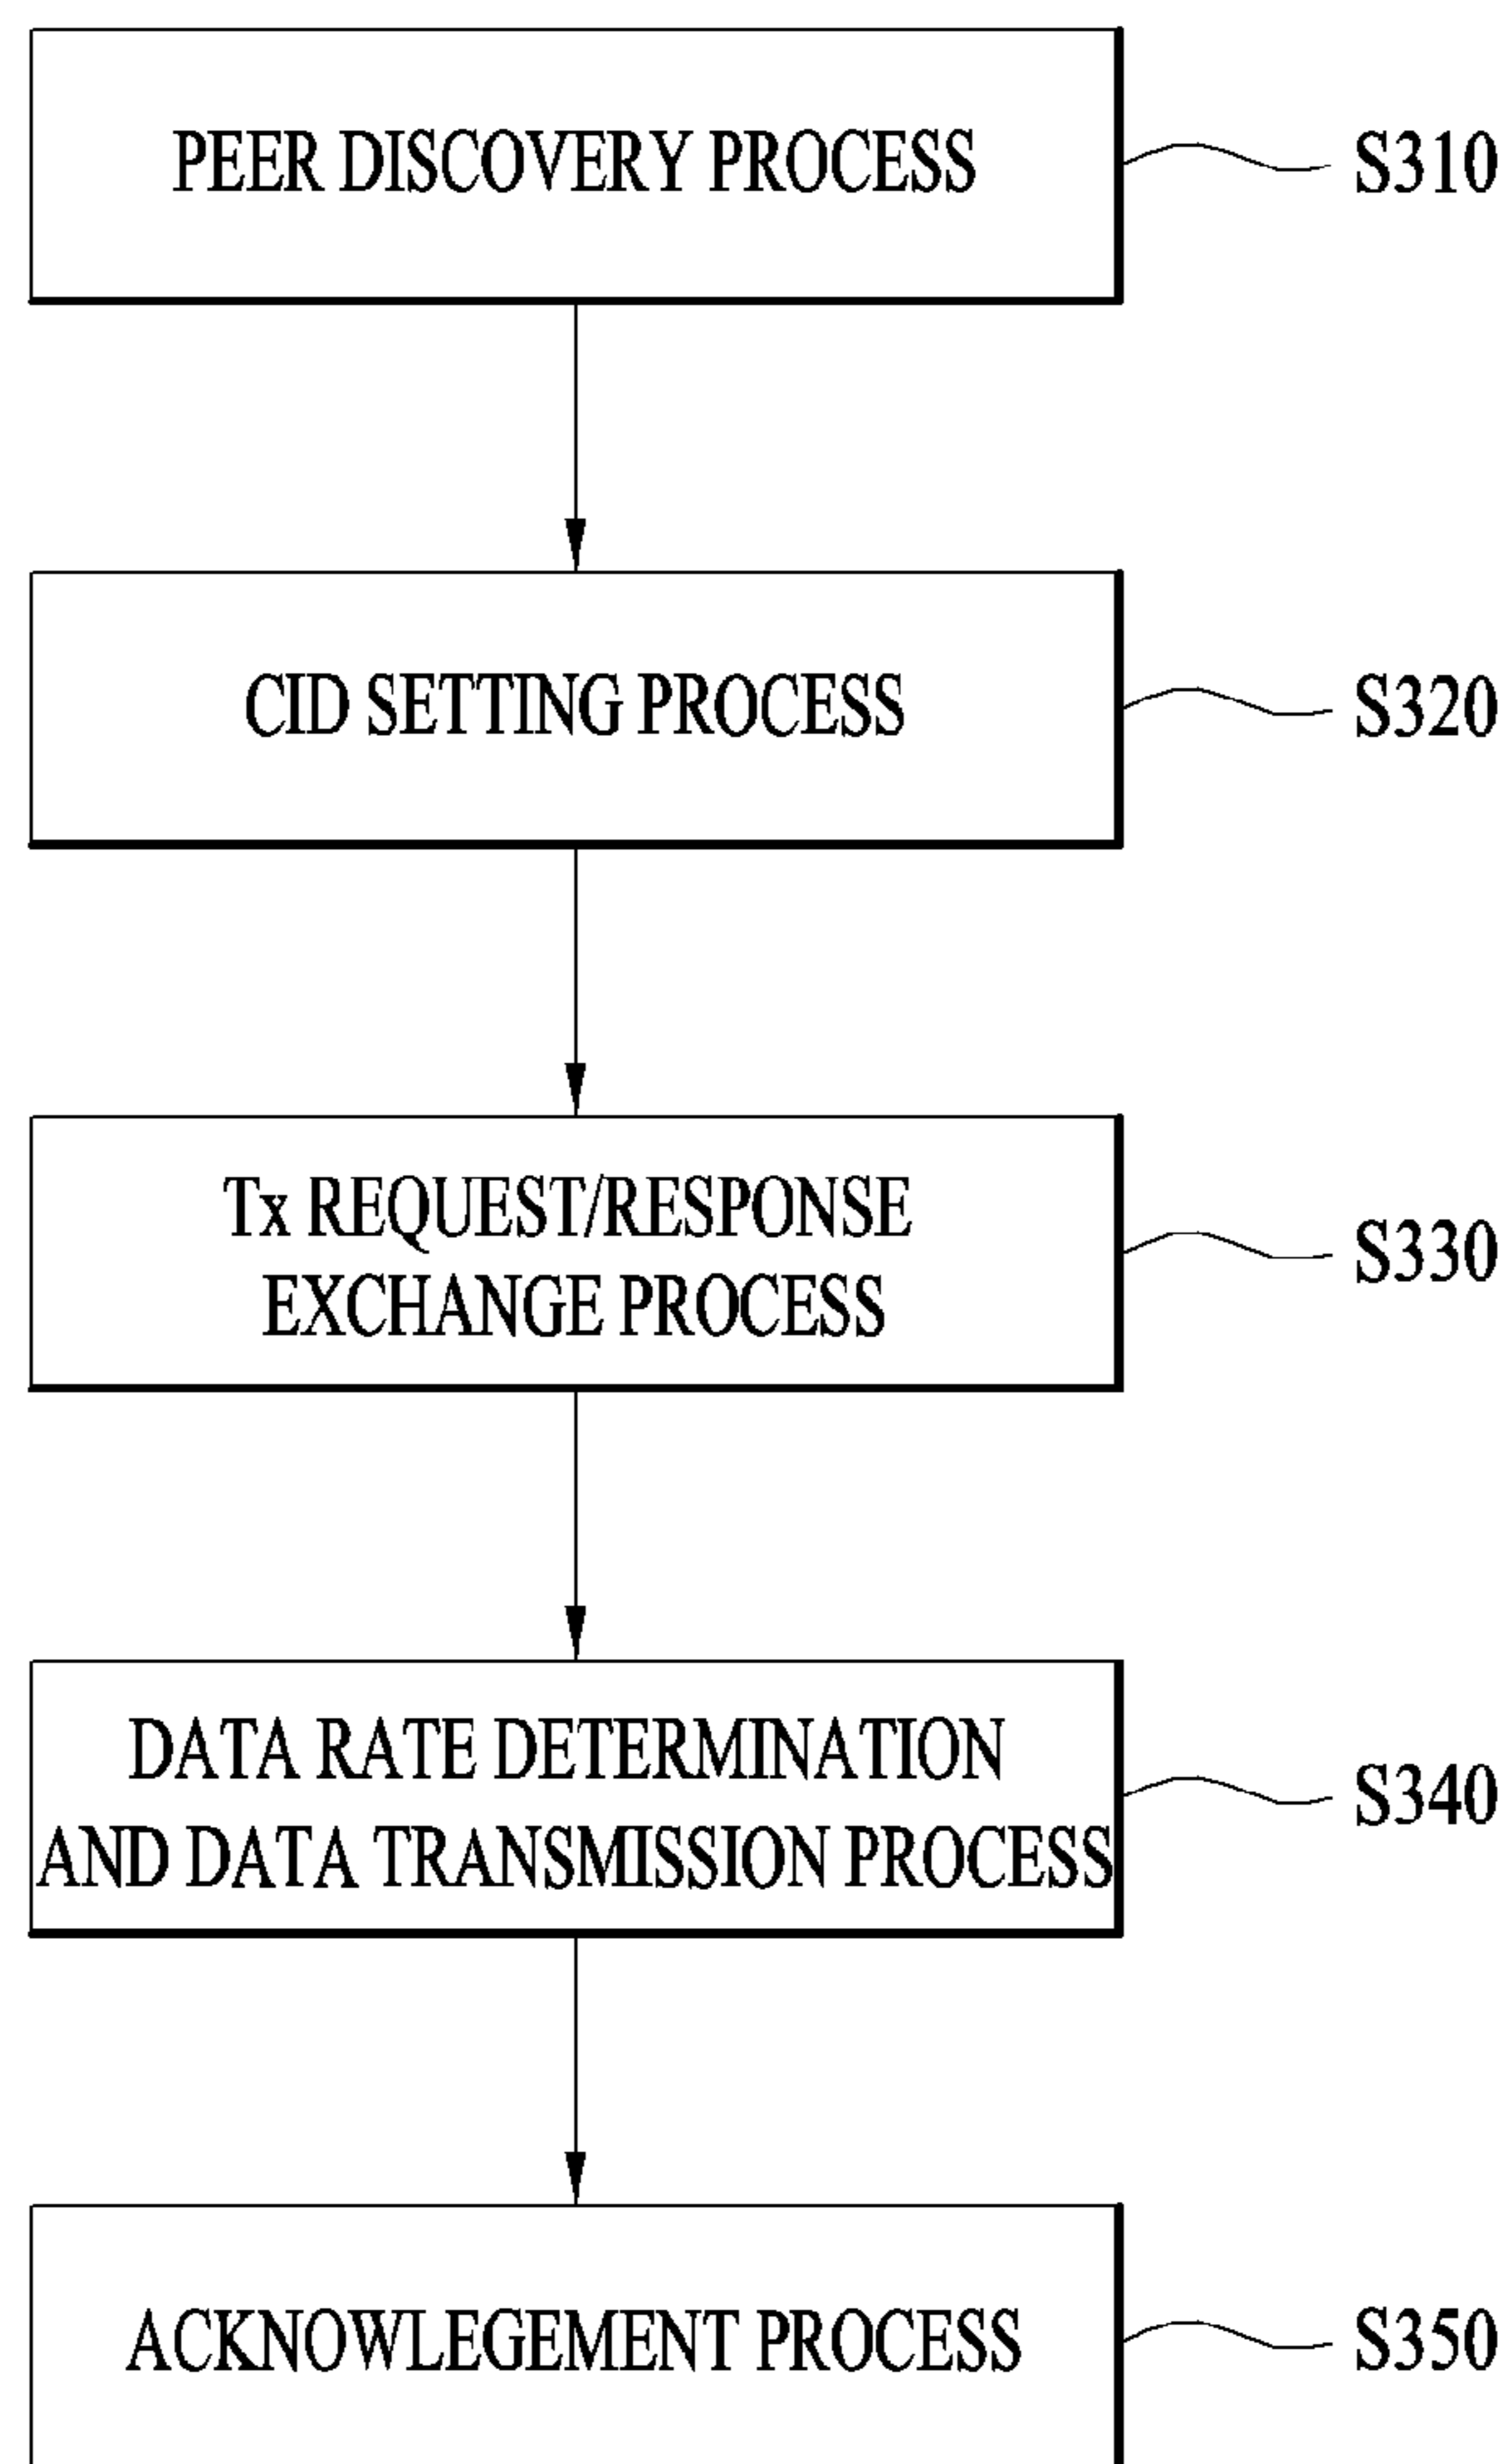 PEER DISCOVERY PROCESS
S310
CID SETTING PROCESS
S320
Tx REQUEST/RESPONSE
EXCHANGE PROCESS
S330
DATA RATE DETERMINATION
AND DATA TRANSMISSION PROCESS
S340
ACKNOWLEGEMENT PROCESS
S350